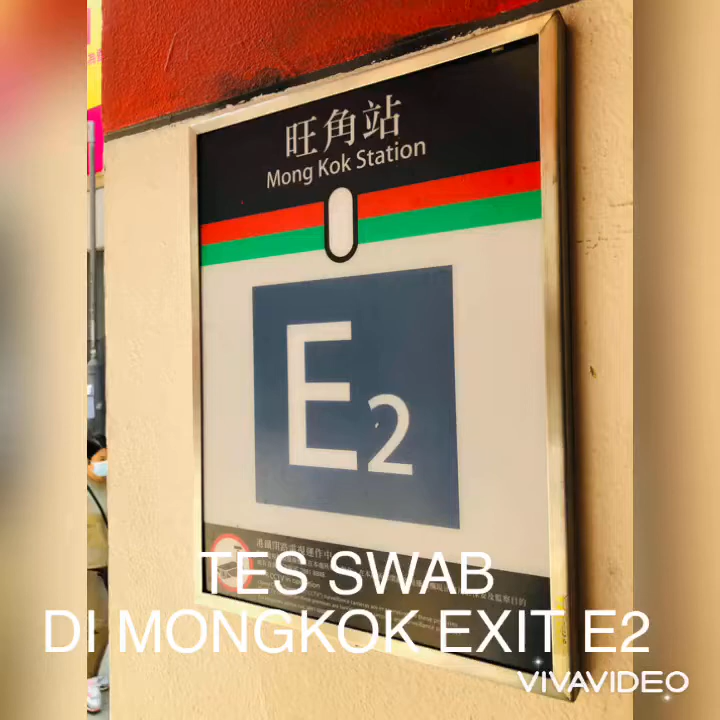 旺角站
Mong Kok Station
E2
TES SWAB
DI MONGKOK EXIT E2
VIVAVIDEO